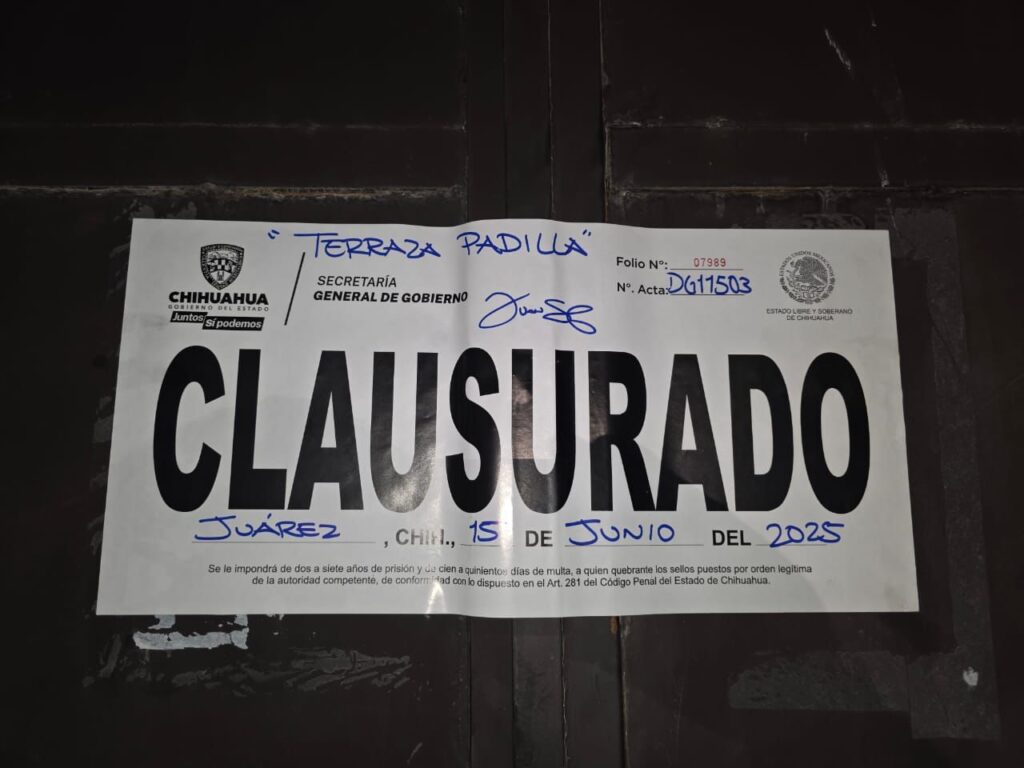 "TERRAZA PADILLA"
CHIHUAHUA
GOBIERNO DEL ESTADO
Juntos Sí podemos
SECRETARÍA
GENERAL DE GOBIERNO
Folio N°: 07989
N°. Acta: DG11503
ESTADOS UNIDOS MEXICANOS
ESTADO LIBRE Y SOBERANO
DE CHIHUAHUA
CLAUSURADO
JUÁREZ, CHIH., 15 DE JUNIO DEL 2025
Se le impondrá de dos a siete años de prisión y de cien a quinientos días de multa, a quien quebrante los sellos puestos por orden legítima
de la autoridad competente, de conformidad con lo dispuesto en el Art. 281 del Código Penal del Estado de Chihuahua.